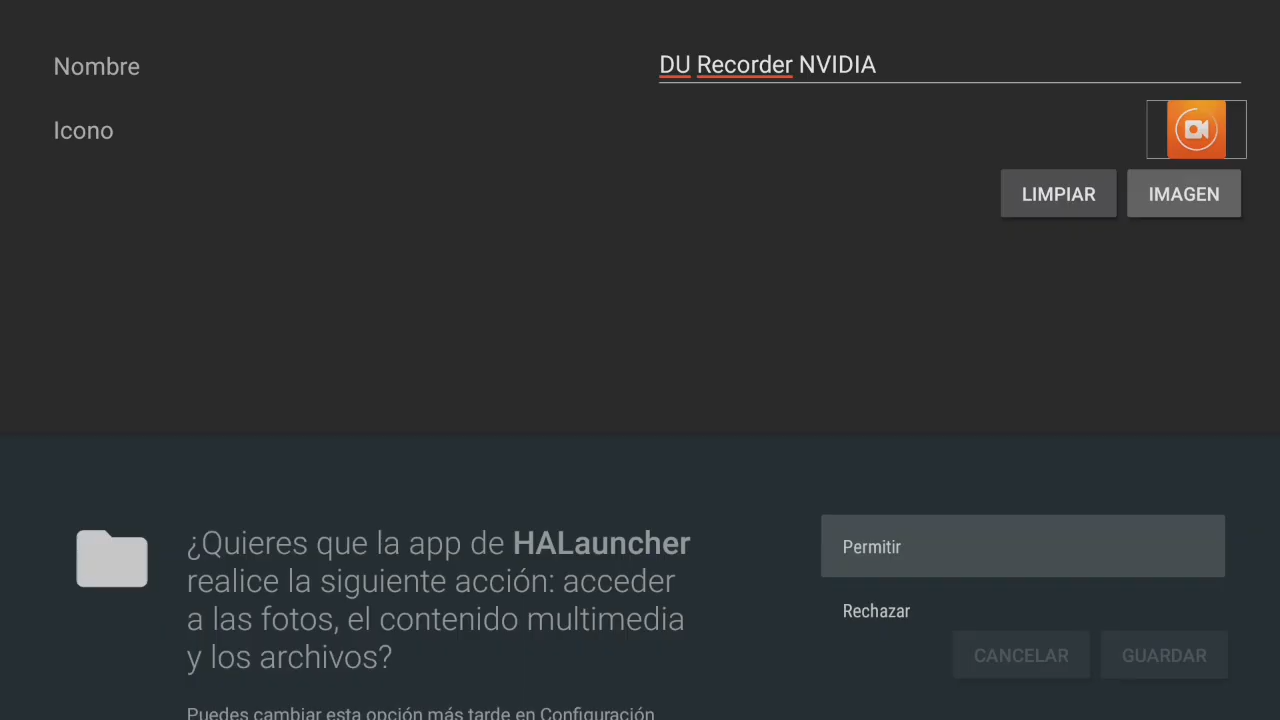 Nombre
DU Recorder NVIDIA
Icono
LIMPIAR
IMAGEN
¿Quieres que la app de HALauncher
realice la siguiente acción: acceder
a las fotos, el contenido multimedia
y los archivos?
Puedes cambiar esta opción más tarde en Configuración
Permitir
Rechazar
CANCELAR
GUARDAR